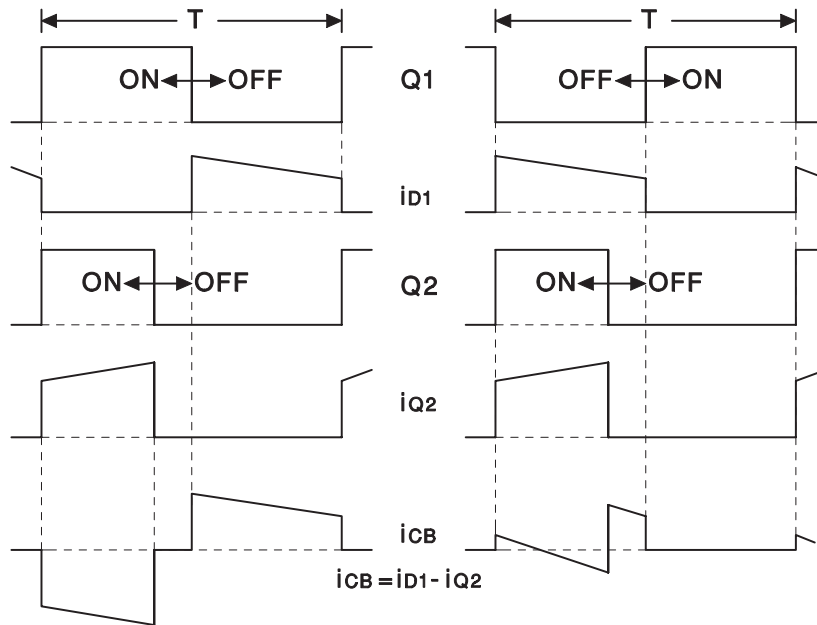 T T
ON OFF Q1 OFF ON
iD1
ON OFF Q2 ON OFF
iQ2
iCB
iCB = iD1 - iQ2